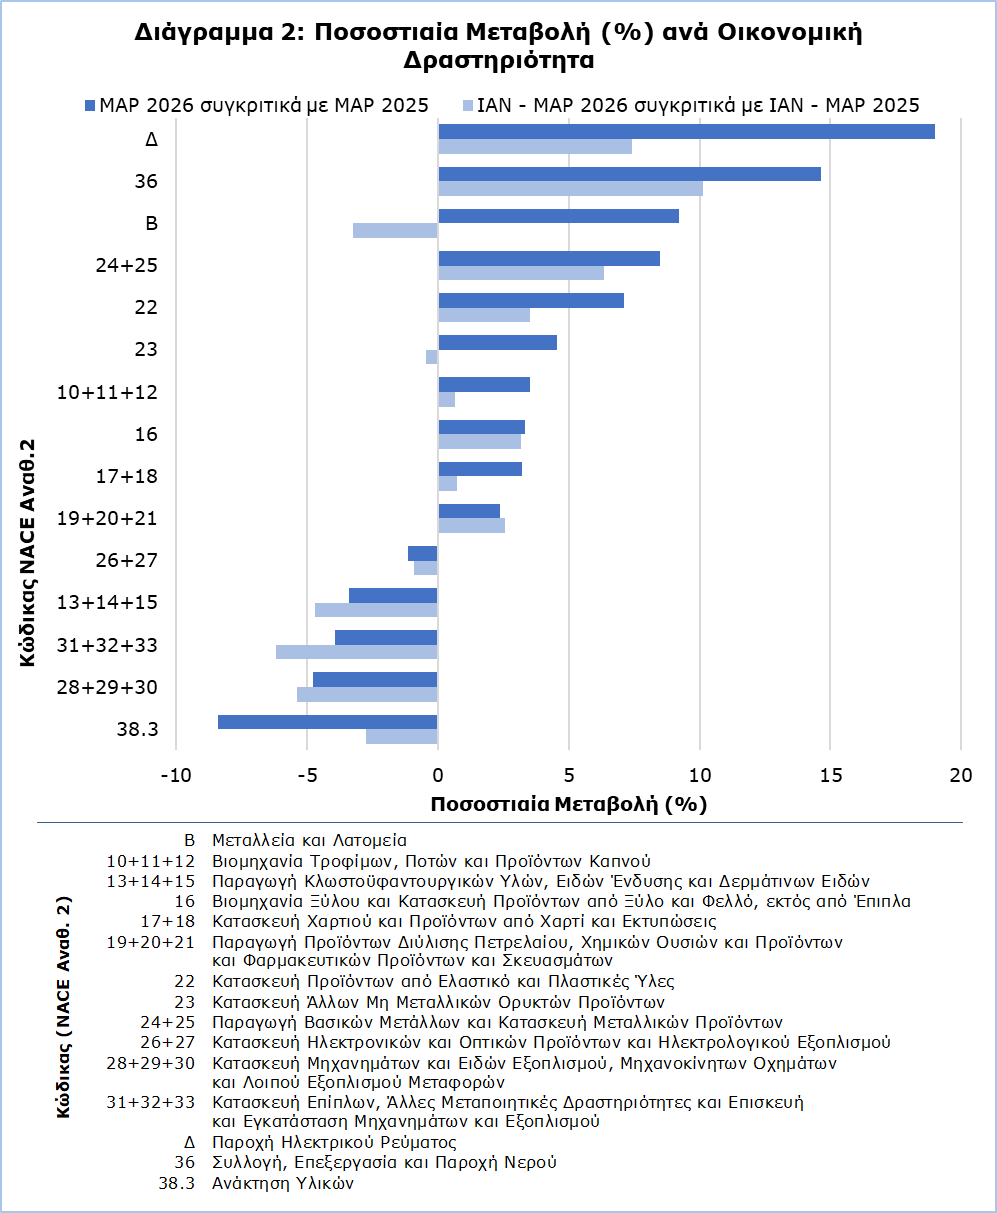 Διάγραμμα 2: Ποσοστιαία Μεταβολή (%) ανά Οικονομική
Δραστηριότητα
ΜΑΡ 2026 συγκριτικά με ΜΑΡ 2025
ΙΑΝ - ΜΑΡ 2026 συγκριτικά με ΙΑΝ - ΜΑΡ 2025
Κώδικας NACE Αναθ.2
Δ
36
Β
24+25
22
23
10+11+12
16
17+18
19+20+21
26+27
13+14+15
31+32+33
28+29+30
38.3
-10 -5 0 5 10 15 20
Ποσοστιαία Μεταβολή (%)
Κώδικας (NACE Αναθ. 2)
Β Μεταλλεία και Λατομεία
10+11+12 Βιομηχανία Τροφίμων, Ποτών και Προϊόντων Καπνού
13+14+15 Παραγωγή Κλωστοϋφαντουργικών Υλών, Ειδών Ένδυσης και Δερμάτινων Ειδών
16 Βιομηχανία Ξύλου και Κατασκευή Προϊόντων από Ξύλο και Φελλό, εκτός από Έπιπλα
17+18 Κατασκευή Χαρτιού και Προϊόντων από Χαρτί και Εκτυπώσεις
19+20+21 Παραγωγή Προϊόντων Διύλισης Πετρελαίου, Χημικών Ουσιών και Προϊόντων
και Φαρμακευτικών Προϊόντων και Σκευασμάτων
22 Κατασκευή Προϊόντων από Ελαστικό και Πλαστικές Ύλες
23 Κατασκευή Άλλων Μη Μεταλλικών Ορυκτών Προϊόντων
24+25 Παραγωγή Βασικών Μετάλλων και Κατασκευή Μεταλλικών Προϊόντων
26+27 Κατασκευή Ηλεκτρονικών και Οπτικών Προϊόντων και Ηλεκτρολογικού Εξοπλισμού
28+29+30 Κατασκευή Μηχανημάτων και Ειδών Εξοπλισμού, Μηχανοκίνητων Οχημάτων
και Λοιπού Εξοπλισμού Μεταφορών
31+32+33 Κατασκευή Επίπλων, Άλλες Μεταποιητικές Δραστηριότητες και Επισκευή
και Εγκατάσταση Μηχανημάτων και Εξοπλισμού
Δ Παροχή Ηλεκτρικού Ρεύματος
36 Συλλογή, Επεξεργασία και Παροχή Νερού
38.3 Ανάκτηση Υλικών